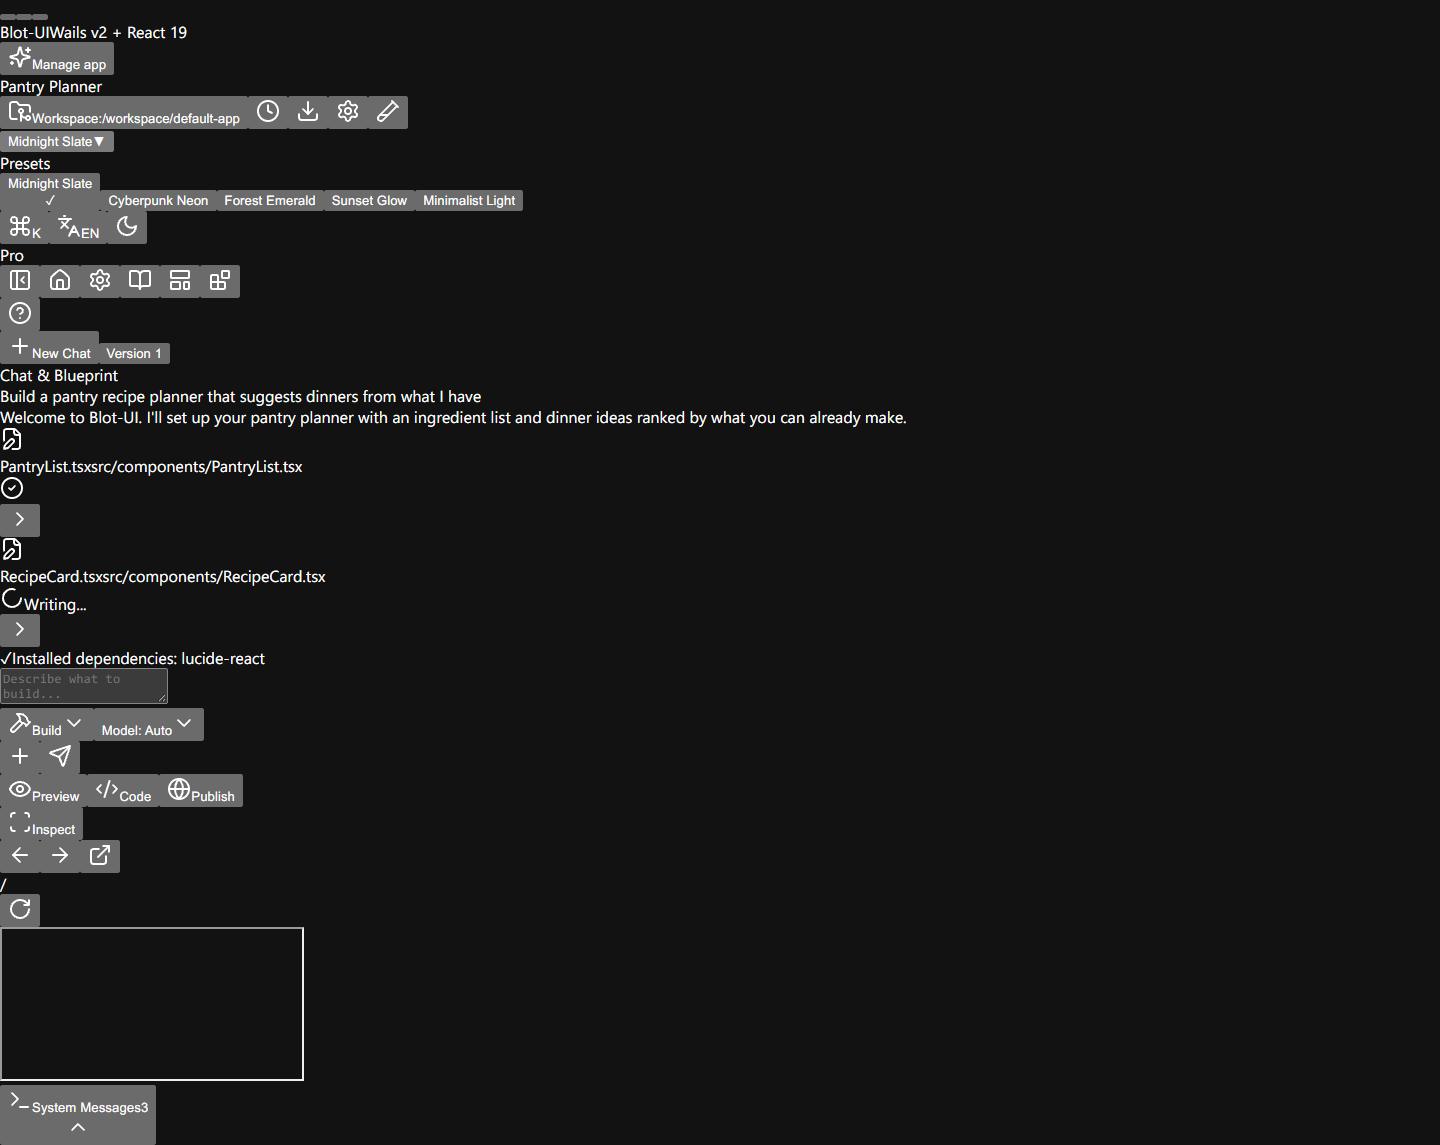 Blot-UIWails v2 + React 19
Manage app
Pantry Planner
Workspace:/workspace/default-app
Midnight Slate▼
Presets
Midnight Slate
✓ Cyberpunk Neon Forest Emerald Sunset Glow Minimalist Light
⌘K EN
Pro
New Chat Version 1
Chat & Blueprint
Build a pantry recipe planner that suggests dinners from what I have
Welcome to Blot-UI. I'll set up your pantry planner with an ingredient list and dinner ideas ranked by what you can already make.
PantryList.tsxsrc/components/PantryList.tsx
RecipeCard.tsxsrc/components/RecipeCard.tsx
Writing...
✓Installed dependencies: lucide-react
Describe what to
build...
Build Model: Auto
Preview Code Publish
Inspect
/
System Messages3